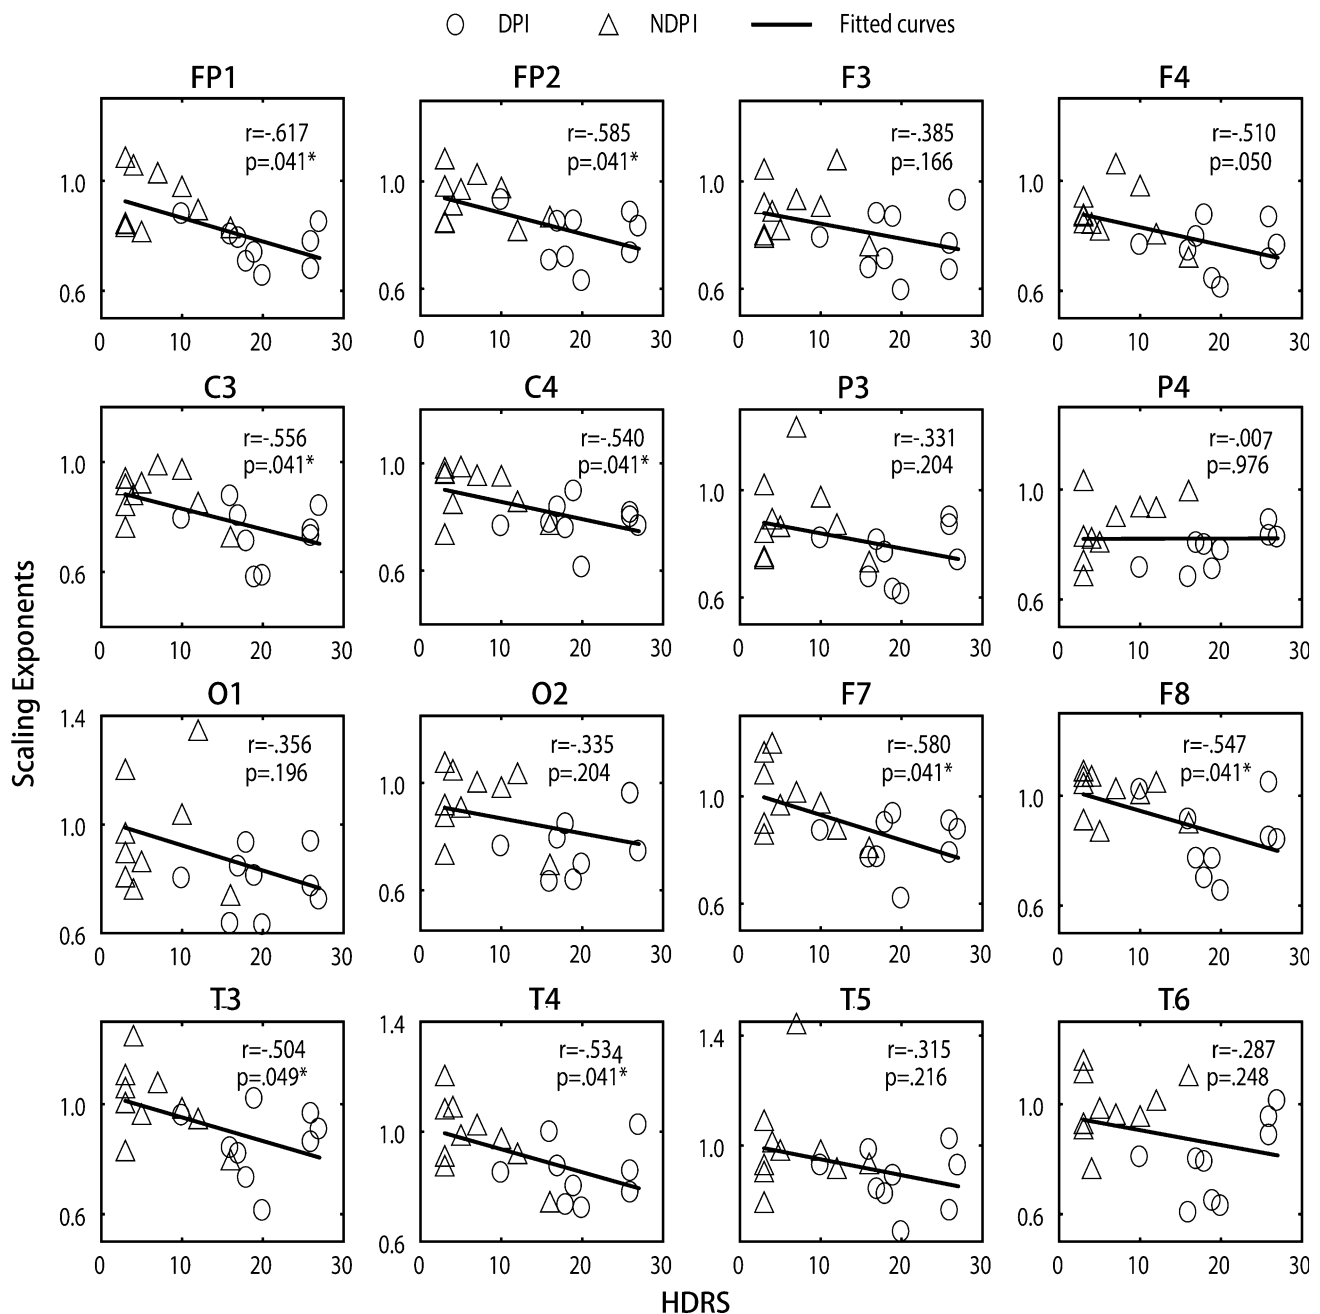 DPI NDPI Fitted curves
FP1 FP2 F3 F4
r=-.617 r=-.585 r=-.385 r=-.510
p=.041* p=.041* p=.166 p=.050
1.0 1.0 1.0 1.0
0.6 0.6 0.6 0.6
0 10 20 30 0 10 20 30 0 10 20 30 0 10 20 30
C3 C4 P3 P4
r=-.556 r=-.540 r=-.331 r=-.007
p=.041* p=.041* p=.204 p=.976
1.0 1.0 1.0 1.0
0.6 0.6 0.6 0.6
0 10 20 30 0 10 20 30 0 10 20 30 0 10 20 30
Scaling Exponents
O1 O2 F7 F8
1.4
r=-.356 r=-.335 r=-.580 r=-.547
p=.196 p=.204 p=.041* p=.041*
1.0 1.0 1.0 1.0
0.6 0.6 0.6 0.6
0 10 20 30 0 10 20 30 0 10 20 30 0 10 20 30
T3 T4 T5 T6
1.4 1.4
r=-.504 r=-.534 r=-.315 r=-.287
p=.049* p=.041* p=.216 p=.248
1.0 1.0 1.0 1.0
0.6 0.6 0.6
0 10 20 30 0 10 20 30 0 10 20 30 0 10 20 30
HDRS